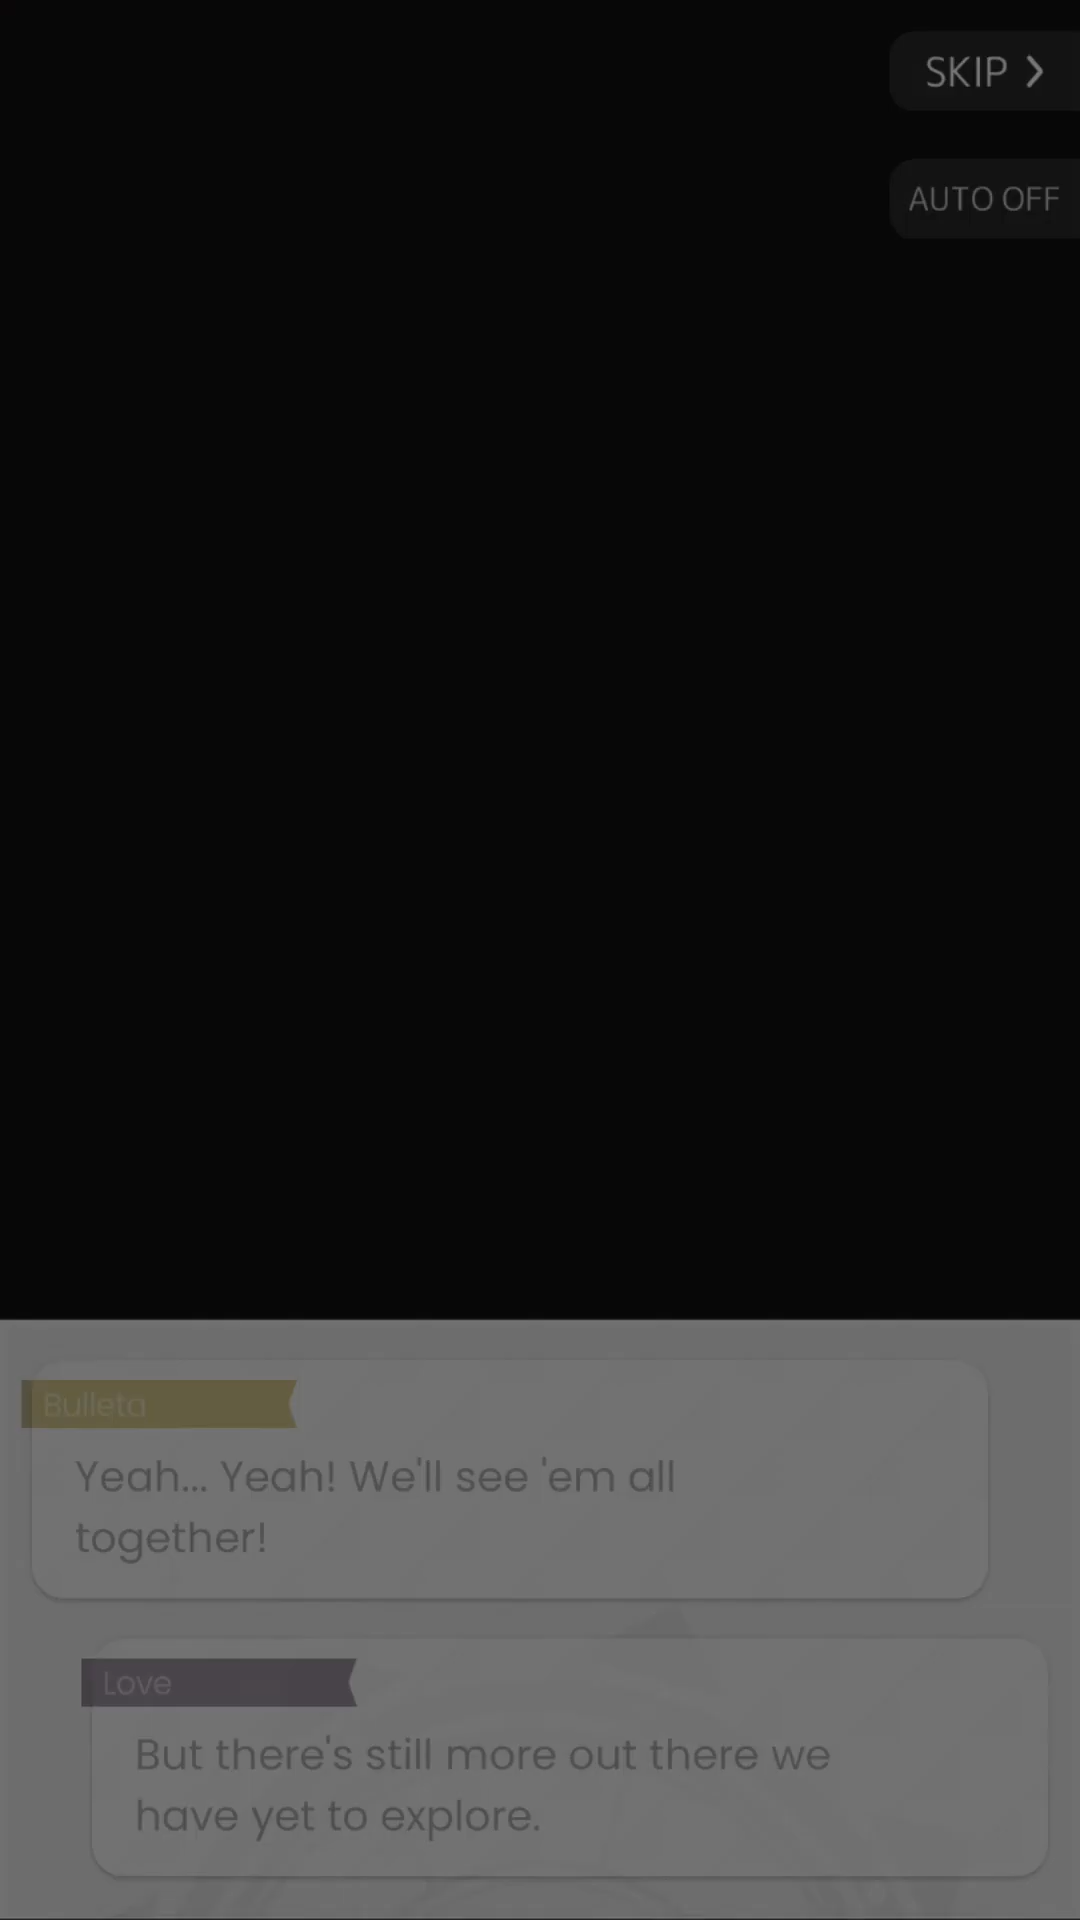 SKIP
AUTO OFF
Bulleta
Yeah... Yeah! We'll see 'em all
together!
Love
But there's still more out there we
have yet to explore.